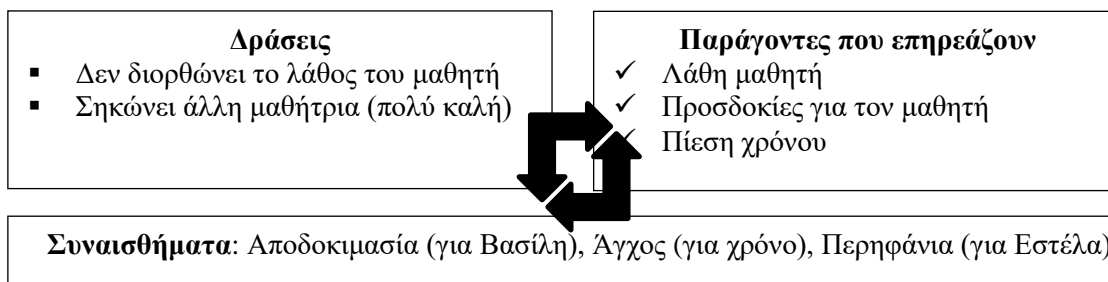 Δράσεις
Δεν διορθώνει το λάθος του μαθητή
Σηκώνει άλλη μαθήτρια (πολύ καλή)
Παράγοντες που επηρεάζουν
Λάθη μαθητή
Προσδοκίες για τον μαθητή
Πίεση χρόνου
Συναισθήματα: Αποδοκιμασία (για Βασίλη), Άγχος (για χρόνο), Περηφάνια (για Εστέλα)